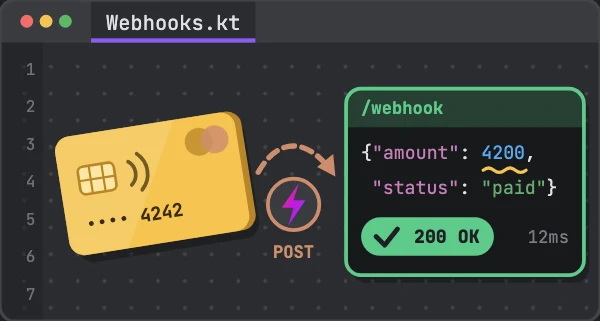 Webhooks.kt
1
2
3
4
5
6
7
•••• 4242
POST
/webhook
{"amount": 4200,
"status": "paid"}
200 OK
12ms